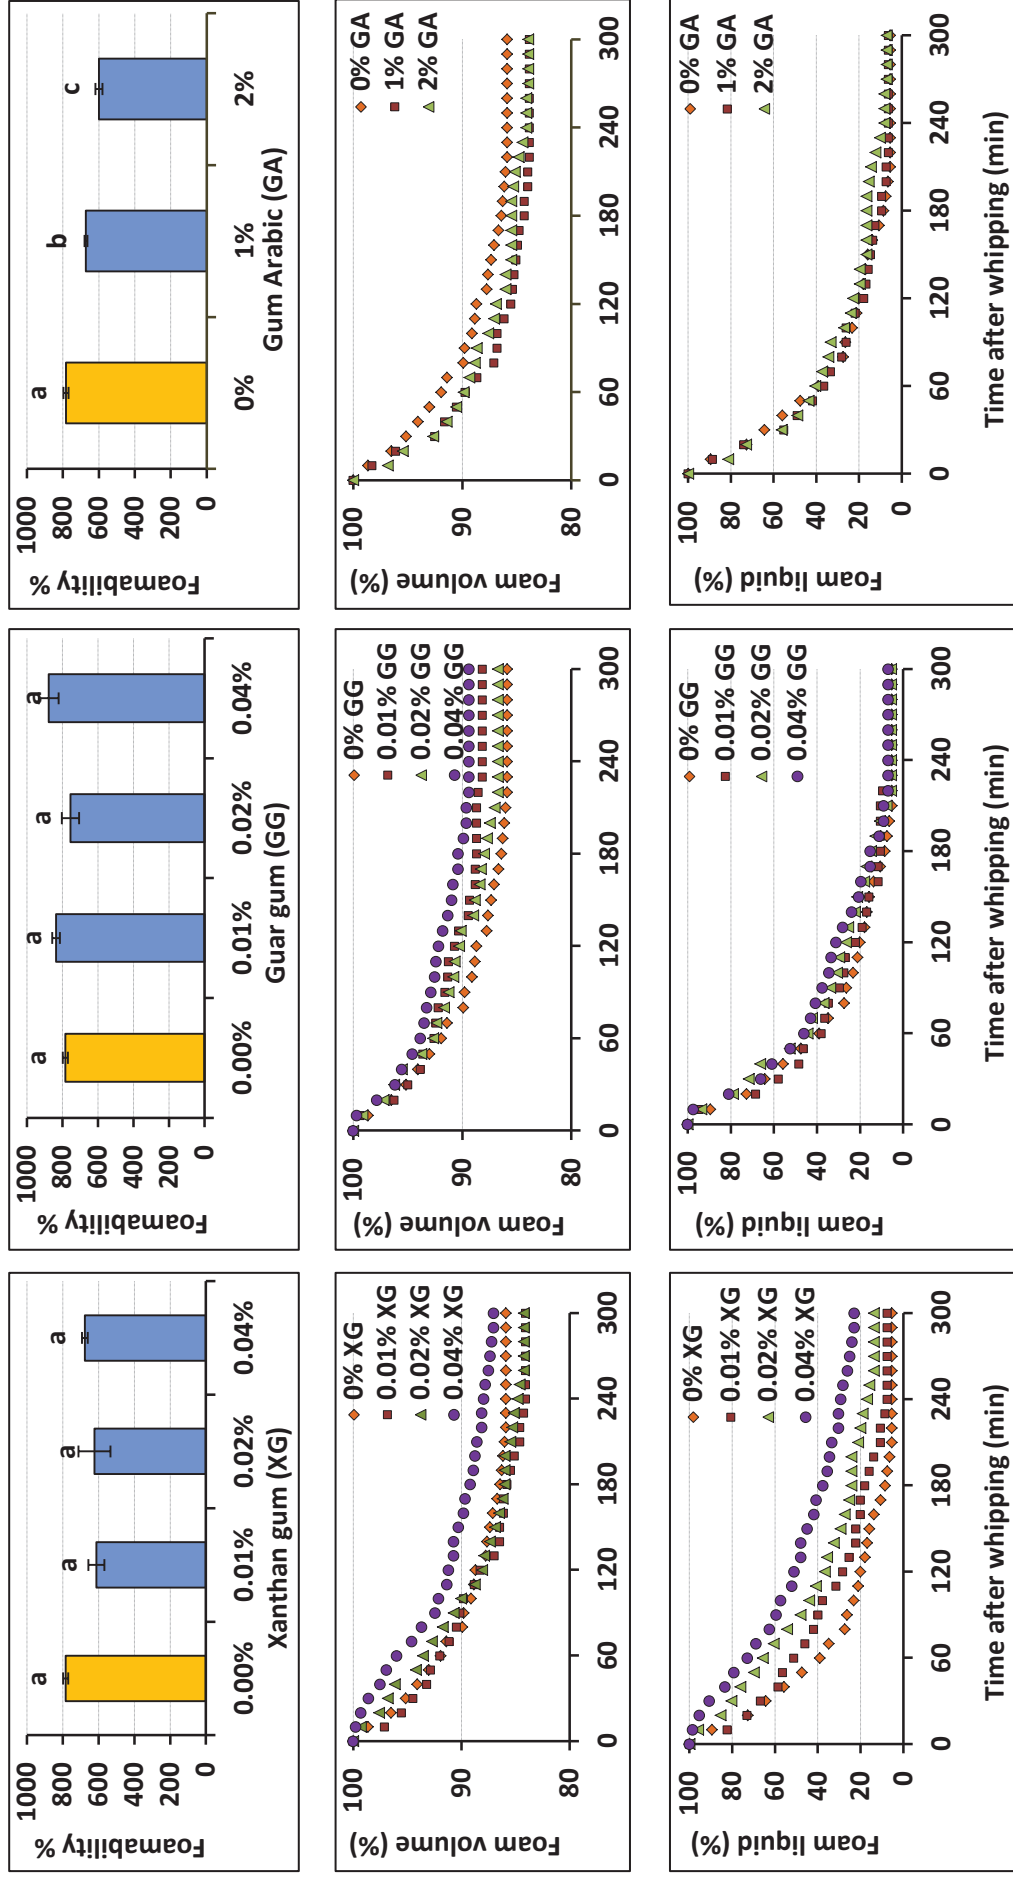 1000
800
600
400
200
0
Foamability %
a
a
a
a
0.00%
0.01%
0.02%
0.04%
Xanthan gum (XG)
1000
800
600
400
200
0
Foamability %
a
a
a
a
0.00%
0.01%
0.02%
0.04%
Guar gum (GG)
1000
800
600
400
200
0
Foamability %
a
b
c
0%
1%
2%
Gum Arabic (GA)
100
90
80
Foam volume (%)
0% XG
0.01% XG
0.02% XG
0.04% XG
0
60
120
180
240
300
100
90
80
Foam volume (%)
0% GG
0.01% GG
0.02% GG
0.04% GG
0
60
120
180
240
300
100
90
80
Foam volume (%)
0% GA
1% GA
2% GA
0
60
120
180
240
300
100
80
60
40
20
0
Foam liquid (%)
0% XG
0.01% XG
0.02% XG
0.04% XG
0
60
120
180
240
300
Time after whipping (min)
100
80
60
40
20
0
Foam liquid (%)
0% GG
0.01% GG
0.02% GG
0.04% GG
0
60
120
180
240
300
Time after whipping (min)
100
80
60
40
20
0
Foam liquid (%)
0% GA
1% GA
2% GA
0
60
120
180
240
300
Time after whipping (min)